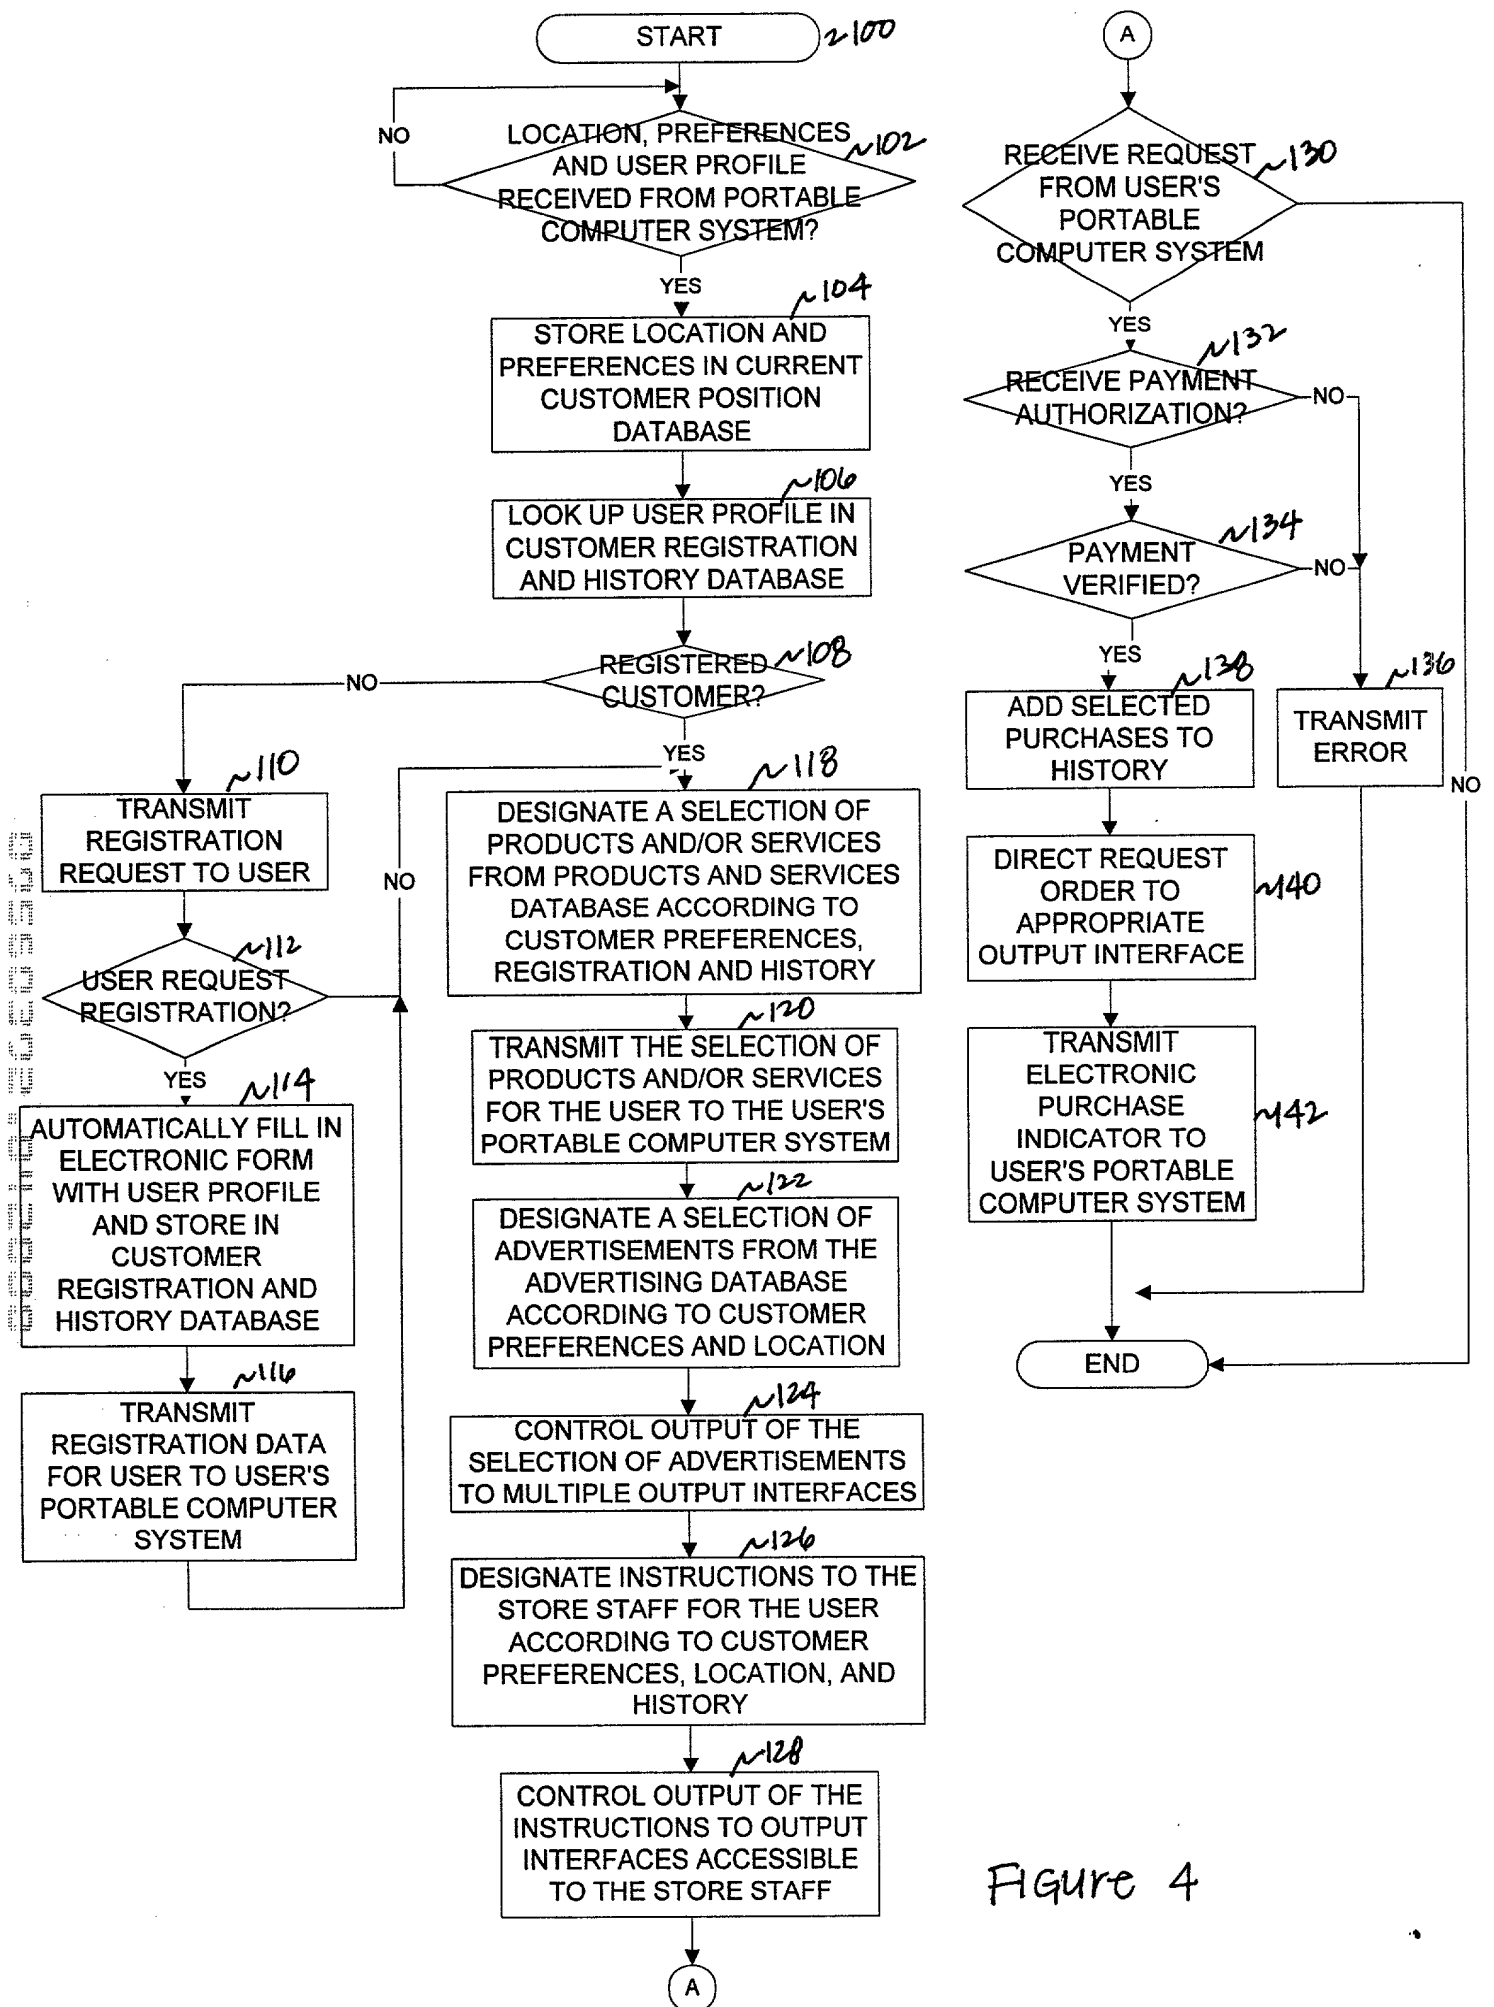 START
~100
NO
LOCATION, PREFERENCES
AND USER PROFILE
RECEIVED FROM PORTABLE
COMPUTER SYSTEM?
~102
YES
~104
STORE LOCATION AND
PREFERENCES IN CURRENT
CUSTOMER POSITION
DATABASE
~106
LOOK UP USER PROFILE IN
CUSTOMER REGISTRATION
AND HISTORY DATABASE
REGISTERED
CUSTOMER?
~108
NO
YES
~110
TRANSMIT
REGISTRATION
REQUEST TO USER
~112
USER REQUEST
REGISTRATION?
NO
YES
~114
AUTOMATICALLY FILL IN
ELECTRONIC FORM
WITH USER PROFILE
AND STORE IN
CUSTOMER
REGISTRATION AND
HISTORY DATABASE
~116
TRANSMIT
REGISTRATION DATA
FOR USER TO USER'S
PORTABLE COMPUTER
SYSTEM
~118
DESIGNATE A SELECTION OF
PRODUCTS AND/OR SERVICES
FROM PRODUCTS AND SERVICES
DATABASE ACCORDING TO
CUSTOMER PREFERENCES,
REGISTRATION AND HISTORY
~120
TRANSMIT THE SELECTION OF
PRODUCTS AND/OR SERVICES
FOR THE USER TO THE USER'S
PORTABLE COMPUTER SYSTEM
~122
DESIGNATE A SELECTION OF
ADVERTISEMENTS FROM THE
ADVERTISING DATABASE
ACCORDING TO CUSTOMER
PREFERENCES AND LOCATION
~124
CONTROL OUTPUT OF THE
SELECTION OF ADVERTISEMENTS
TO MULTIPLE OUTPUT INTERFACES
~126
DESIGNATE INSTRUCTIONS TO THE
STORE STAFF FOR THE USER
ACCORDING TO CUSTOMER
PREFERENCES, LOCATION, AND
HISTORY
~128
CONTROL OUTPUT OF THE
INSTRUCTIONS TO OUTPUT
INTERFACES ACCESSIBLE
TO THE STORE STAFF
A
A
RECEIVE REQUEST
FROM USER'S
PORTABLE
COMPUTER SYSTEM
~130
YES
~132
RECEIVE PAYMENT
AUTHORIZATION?
NO
YES
~134
PAYMENT
VERIFIED?
NO
YES
~138
ADD SELECTED
PURCHASES TO
HISTORY
~136
TRANSMIT
ERROR
NO
DIRECT REQUEST
ORDER TO
APPROPRIATE
OUTPUT INTERFACE
~140
TRANSMIT
ELECTRONIC
PURCHASE
INDICATOR TO
USER'S PORTABLE
COMPUTER SYSTEM
~142
END
Figure 4